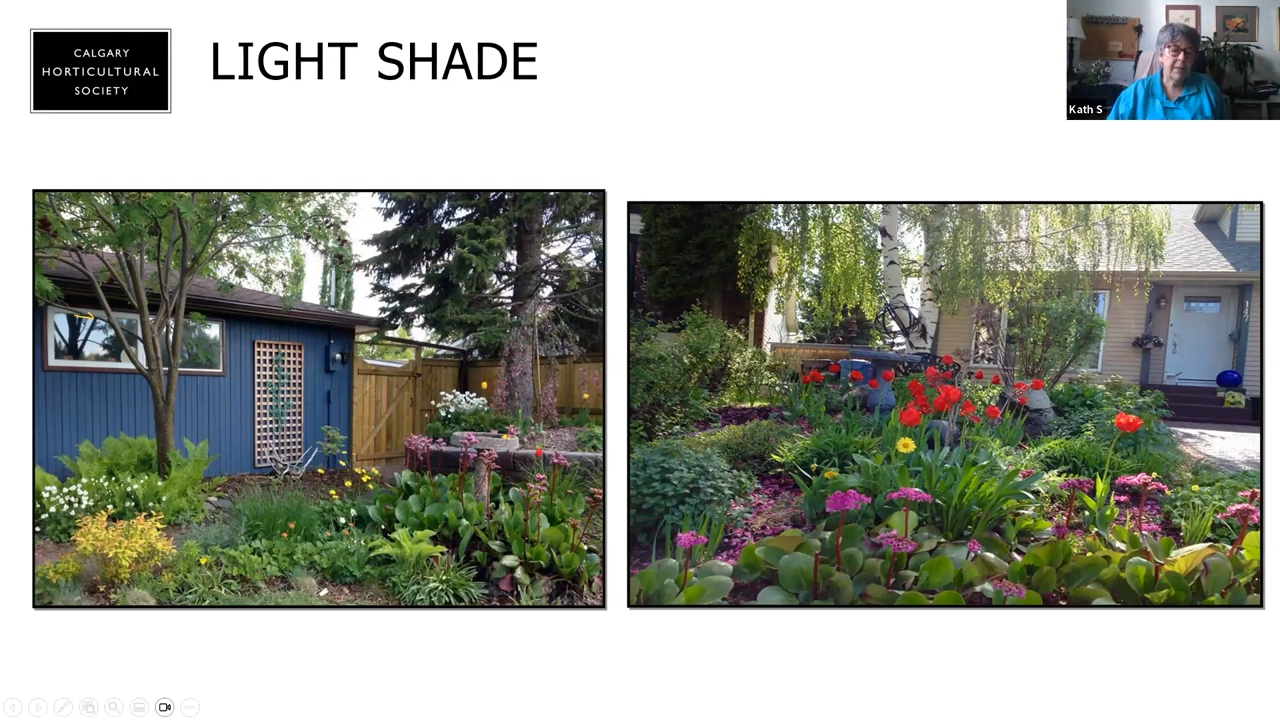 CALGARY
HORTICULTURAL
SOCIETY
LIGHT SHADE
Kath S